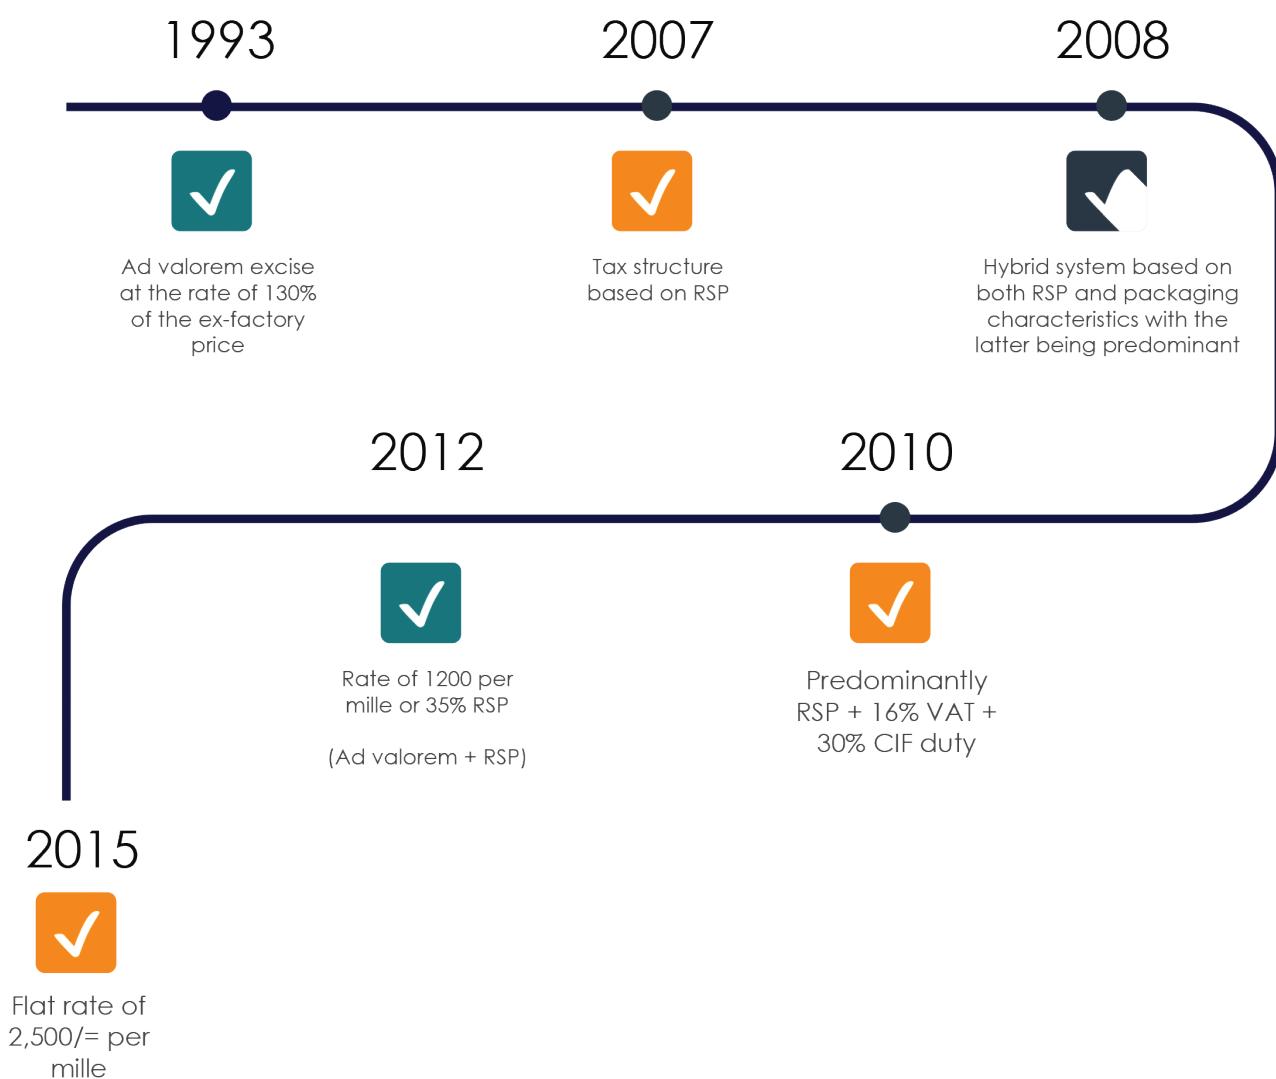 1993
Ad valorem excise
at the rate of 130%
of the ex-factory
price
2007
Tax structure
based on RSP
2008
Hybrid system based on
both RSP and packaging
characteristics with the
latter being predominant
2010
Predominantly
RSP + 16% VAT +
30% CIF duty
2012
Rate of 1200 per
mille or 35% RSP
(Ad valorem + RSP)
2015
Flat rate of
2,500/= per
mille